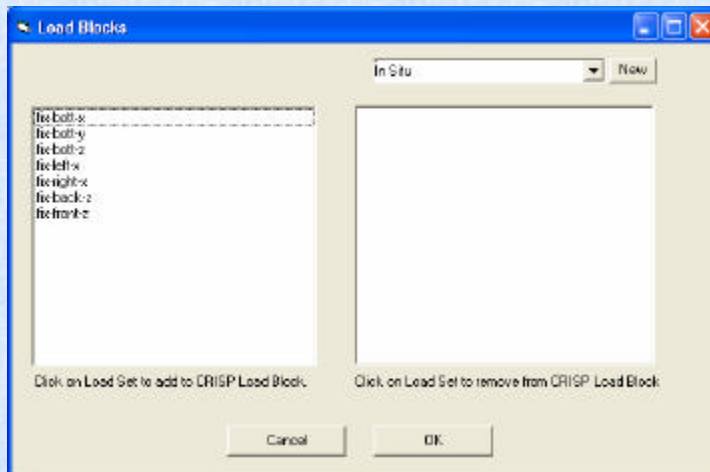 Load Blocks
In Situ
New
fix-bott-x
fix-bott-y
fix-bott-z
fix-left-x
fix-right-x
fix-back-z
fix-front-z
Click on Load Set to add to CRISP Load Block.
Click on Load Set to remove from CRISP Load Block
Cancel
OK